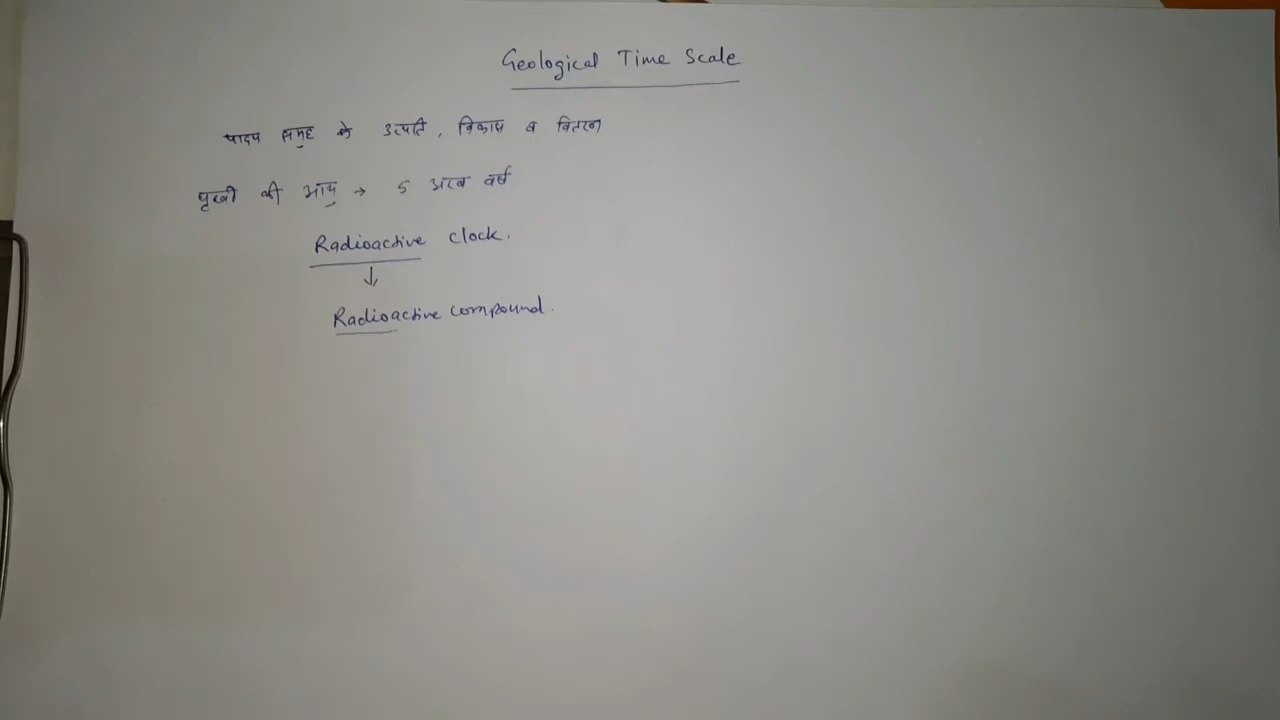 Geological Time Scale
पादप समुह के उत्पति, विकाय व वितरण
पृथ्वी की आयु → 5 अरब वर्ष
Radioactive clock.
↓
Radioactive compound.